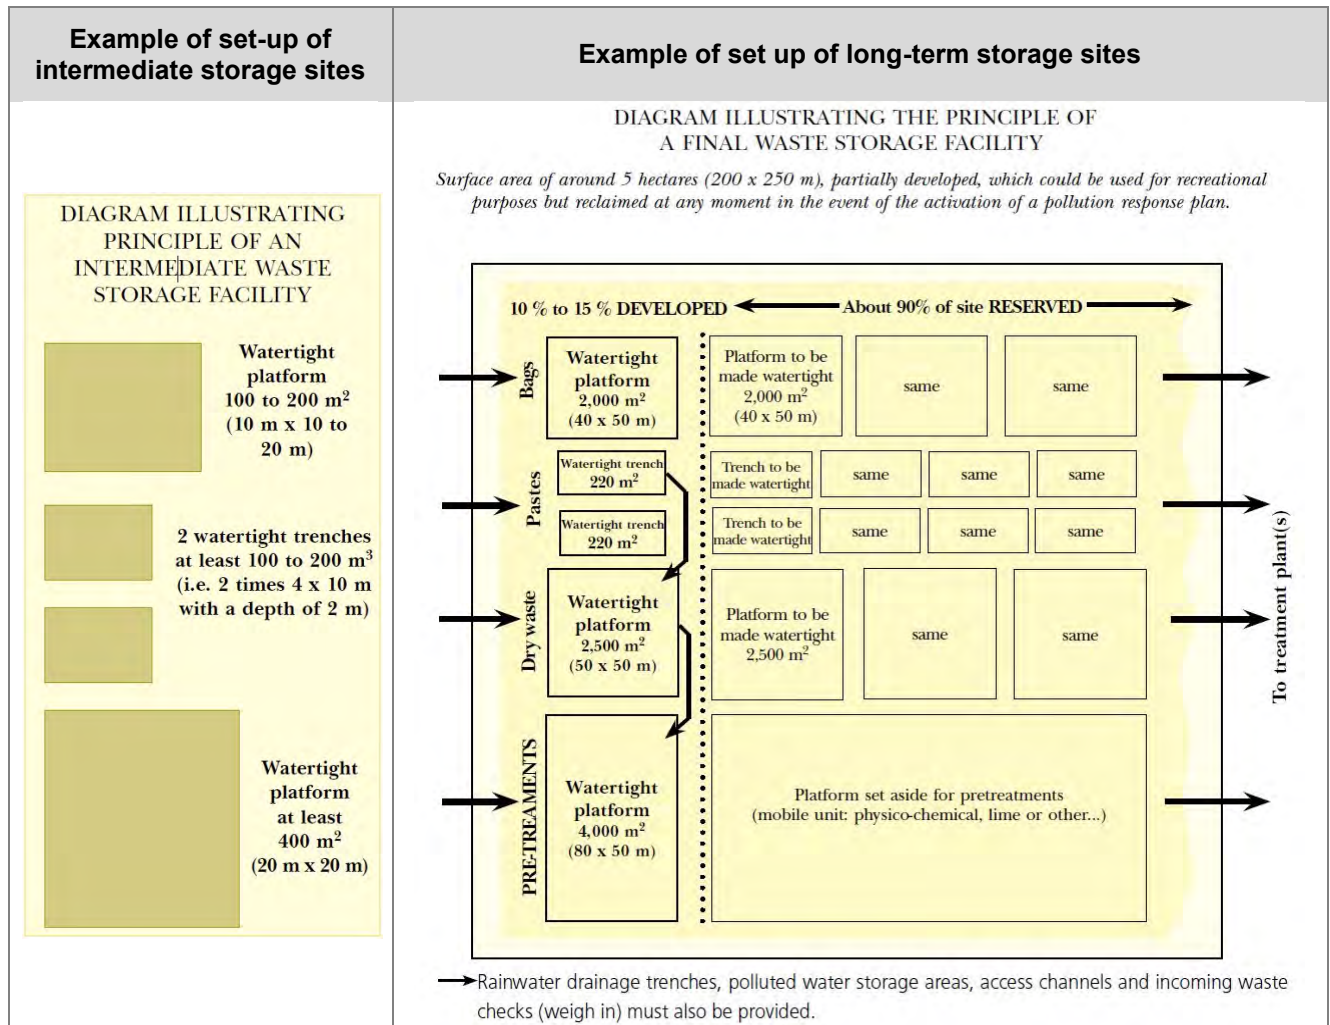 Example of set-up of
intermediate storage sites
Example of set up of long-term storage sites
DIAGRAM ILLUSTRATING
PRINCIPLE OF AN
INTERMEDIATE WASTE
STORAGE FACILITY
Watertight
platform
100 to 200 m²
(10 m x 10 to
20 m)
2 watertight trenches
at least 100 to 200 m³
(i.e. 2 times 4 x 10 m
with a depth of 2 m)
Watertight
platform
at least
400 m²
(20 m x 20 m)
DIAGRAM ILLUSTRATING THE PRINCIPLE OF
A FINAL WASTE STORAGE FACILITY
Surface area of around 5 hectares (200 x 250 m), partially developed, which could be used for recreational
purposes but reclaimed at any moment in the event of the activation of a pollution response plan.
10 % to 15 % DEVELOPED
About 90% of site RESERVED
Bags
Watertight
platform
2,000 m²
(40 x 50 m)
Platform to be
made watertight
2,000 m²
(40 x 50 m)
same
same
Pastes
Watertight trench
220 m²
Trench to be
made watertight
same
same
same
Watertight trench
220 m²
Trench to be
made watertight
same
same
same
Dry waste
Watertight
platform
2,500 m²
(50 x 50 m)
Platform to be
made watertight
2,500 m²
same
same
PRE-TREAMENTS
Watertight
platform
4,000 m²
(80 x 50 m)
Platform set aside for pretreatments
(mobile unit: physico-chemical, lime or other...)
To treatment plant(s)
Rainwater drainage trenches, polluted water storage areas, access channels and incoming waste
checks (weigh in) must also be provided.